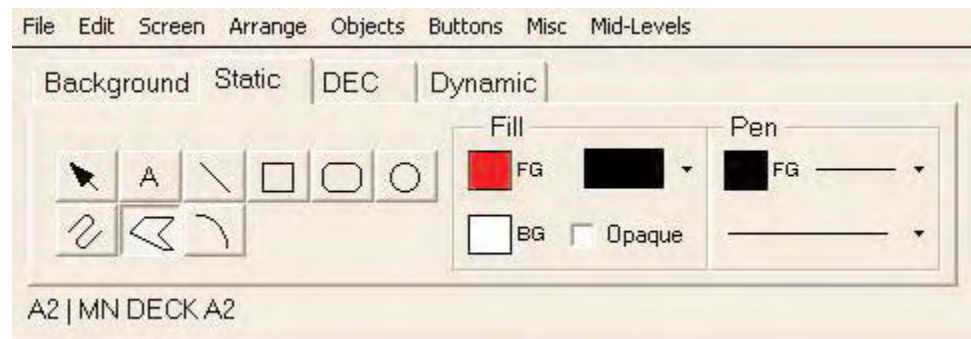 File Edit Screen Arrange Objects Buttons Misc Mid-Levels
Background Static DEC Dynamic
Fill Pen
A FG FG
BG Opaque
A2 | MN DECK A2